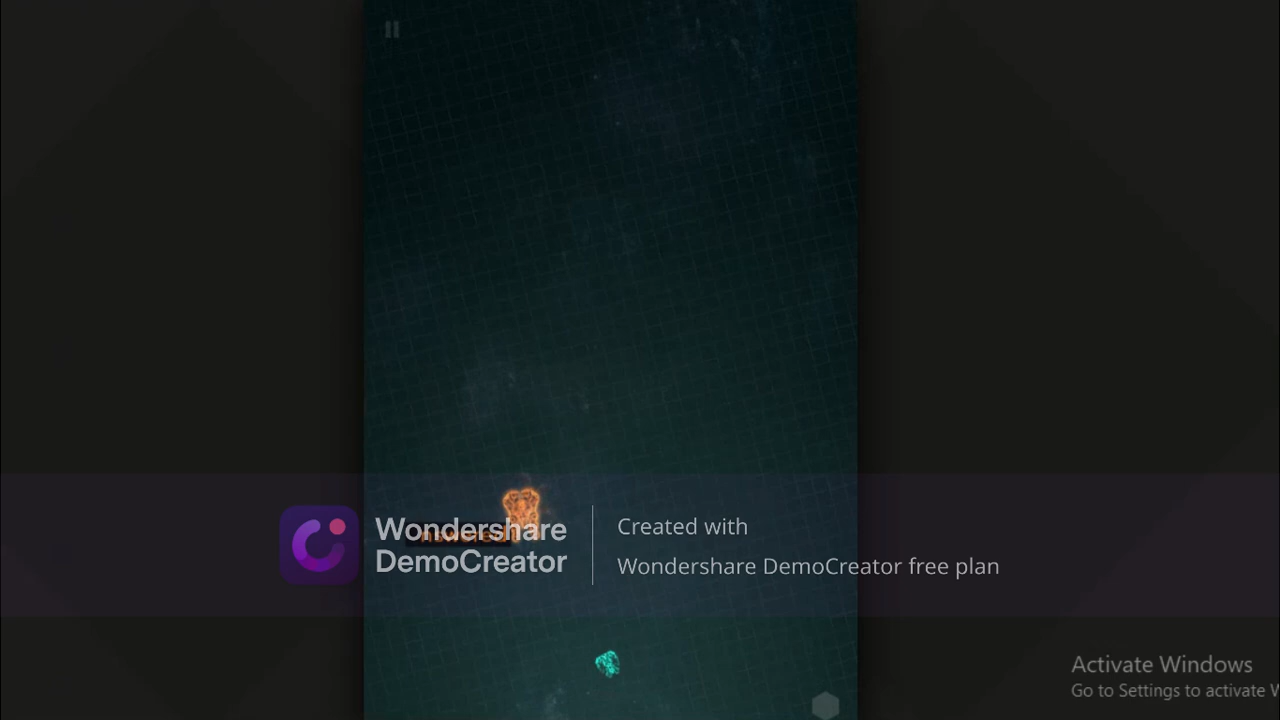 Wondershare
DemoCreator
Created with
Wondershare DemoCreator free plan
Activate Windows
Go to Settings to activate W